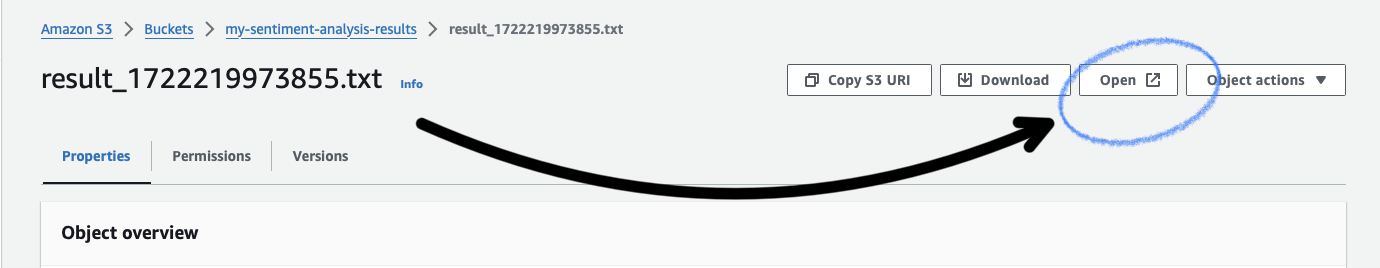 Amazon S3 > Buckets > my-sentiment-analysis-results > result_1722219973855.txt
result_1722219973855.txt Info
Copy S3 URI Download Open Object actions
Properties Permissions Versions
Object overview